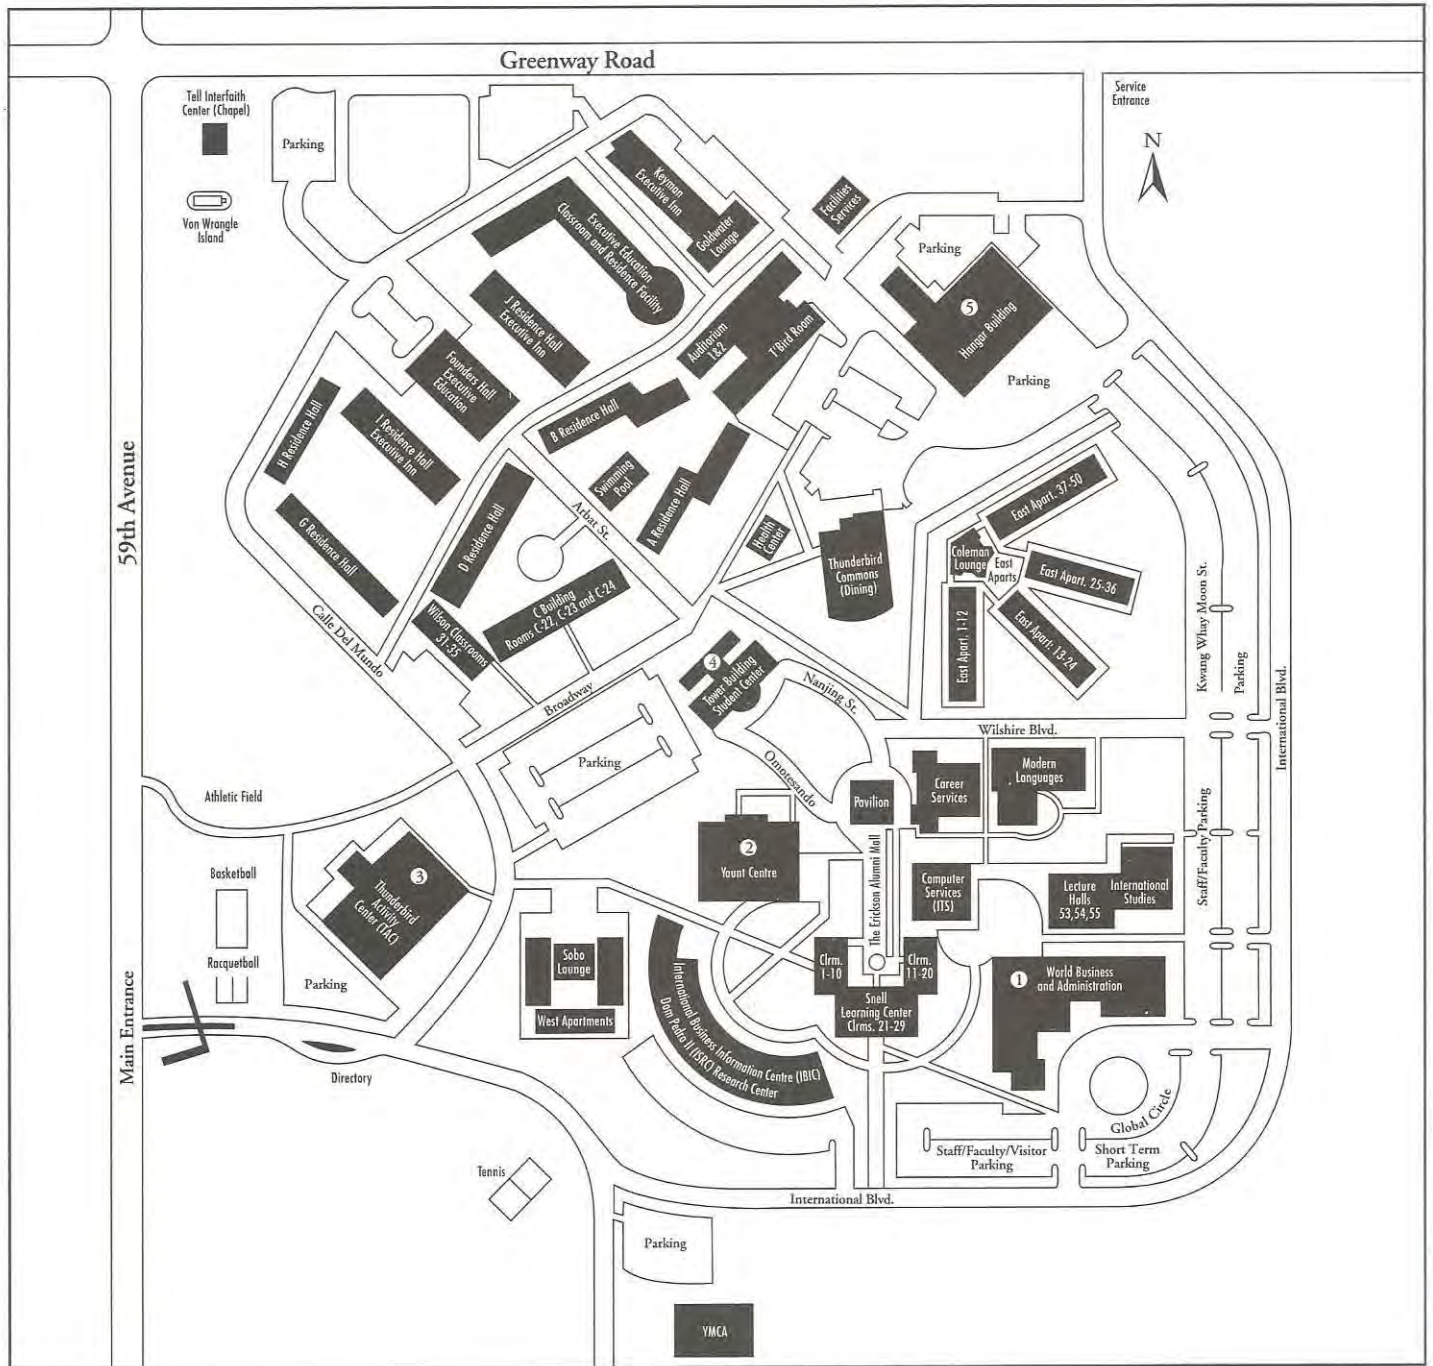 Greenway Road
Tell Interfaith
Center (Chapel)
Service
Entrance
Parking
N
Von Wrangle
Island
Keyman
Executive Inn
Goldwater
Lounge
Facilities
Services
Executive Education
Classroom and Residence Facility
Parking
5
Hangar Building
J Residence Hall
Executive Inn
Auditorium
1&2
T'Bird Room
Founders Hall
Executive
Education
Parking
H Residence Hall
I Residence Hall
Executive Inn
B Residence Hall
Swimming
Pool
A Residence Hall
Arbat St.
59th Avenue
G Residence Hall
D Residence Hall
Health
Center
Thunderbird
Commons
(Dining)
East Apart. 37-50
Coleman
Lounge
East
Aparts
East Apart. 25-36
East Apart. 1-12
East Apart. 13-24
Kwang Whay Moon St.
Parking
International Blvd.
C Building
Rooms C-22, C-23 and C-24
Calle Del Mundo
Wilson Classrooms
31-35
Broadway
4
Tower Building
Student Center
Nanjing St.
Wilshire Blvd.
Omotesando
Parking
Modern
Languages
Career
Services
Pavilion
Athletic Field
Staff/Faculty Parking
2
Yount Centre
The Erickson Alumni Mall
Computer
Services
(ITS)
Lecture
Halls
53,54,55
International
Studies
Basketball
3
Thunderbird
Activity
Center (TAC)
Racquetball
Parking
Sobo
Lounge
West Apartments
Clrm.
1-10
Clrm.
11-20
Snell
Learning Center
Clrms. 21-29
1
World Business
and Administration
International Business Information Centre (IBIC)
Dom Pedro II (ISRC) Research Center
Main Entrance
Directory
Global Circle
Staff/Faculty/Visitor
Parking
Short Term
Parking
Tennis
International Blvd.
Parking
YMCA